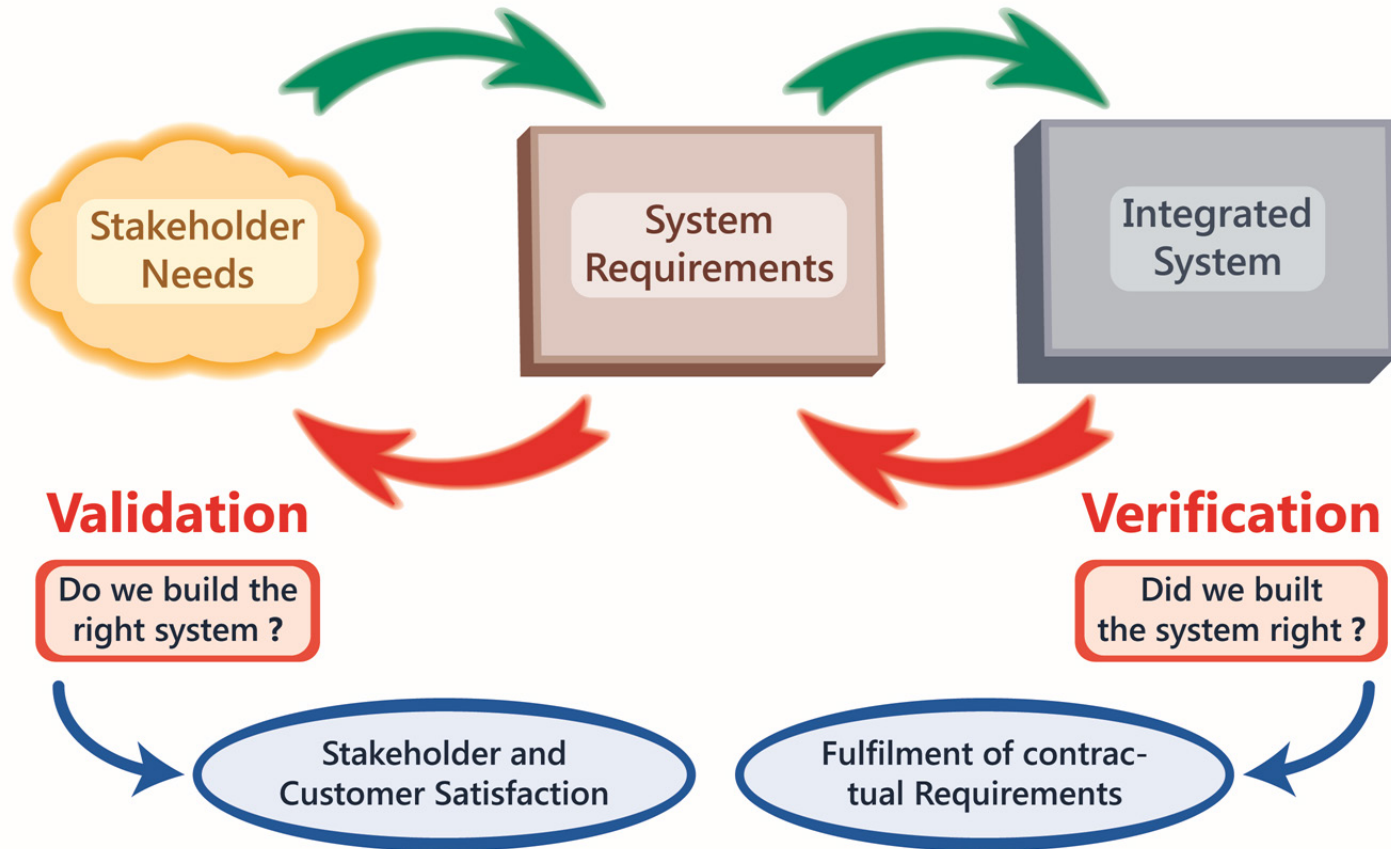 Stakeholder
Needs
System
Requirements
Integrated
System
Validation
Verification
Do we build the
right system ?
Did we built
the system right ?
Stakeholder and
Customer Satisfaction
Fulfilment of contrac-
tual Requirements